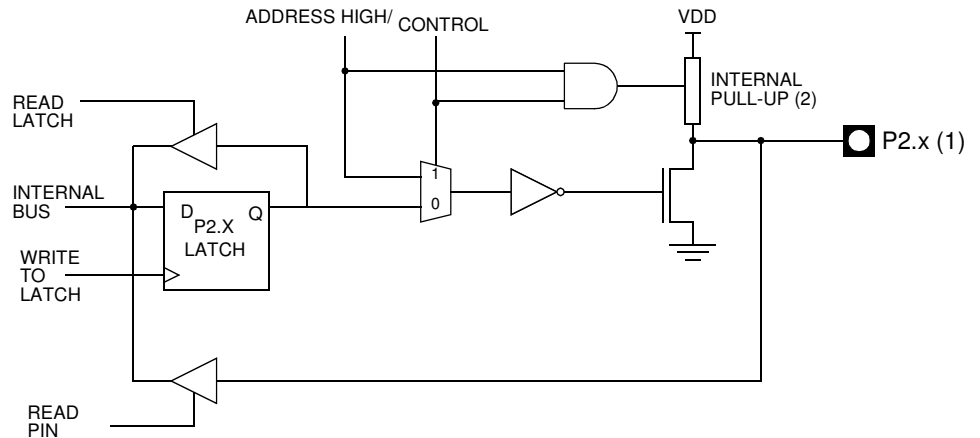 ADDRESS HIGH/
CONTROL
VDD
INTERNAL
PULL-UP (2)
READ
LATCH
P2.x (1)
1
0
INTERNAL
BUS
D
Q
P2.X
LATCH
WRITE
TO
LATCH
READ
PIN